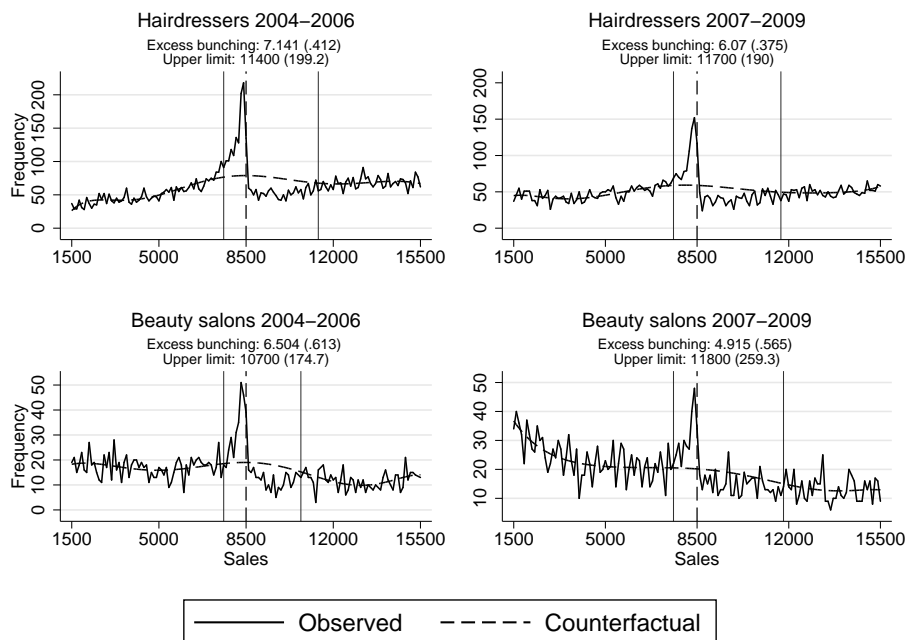 Hairdressers 2004−2006
Excess bunching: 7.141 (.412)
Upper limit: 11400 (199.2)
Frequency
0 50 100 150 200
1500 5000 8500 12000 15500
Hairdressers 2007−2009
Excess bunching: 6.07 (.375)
Upper limit: 11700 (190)
0 50 100 150 200
1500 5000 8500 12000 15500
Beauty salons 2004−2006
Excess bunching: 6.504 (.613)
Upper limit: 10700 (174.7)
Frequency
0 10 20 30 40 50
1500 5000 8500 12000 15500
Sales
Beauty salons 2007−2009
Excess bunching: 4.915 (.565)
Upper limit: 11800 (259.3)
10 20 30 40 50
1500 5000 8500 12000 15500
Sales
Observed Counterfactual